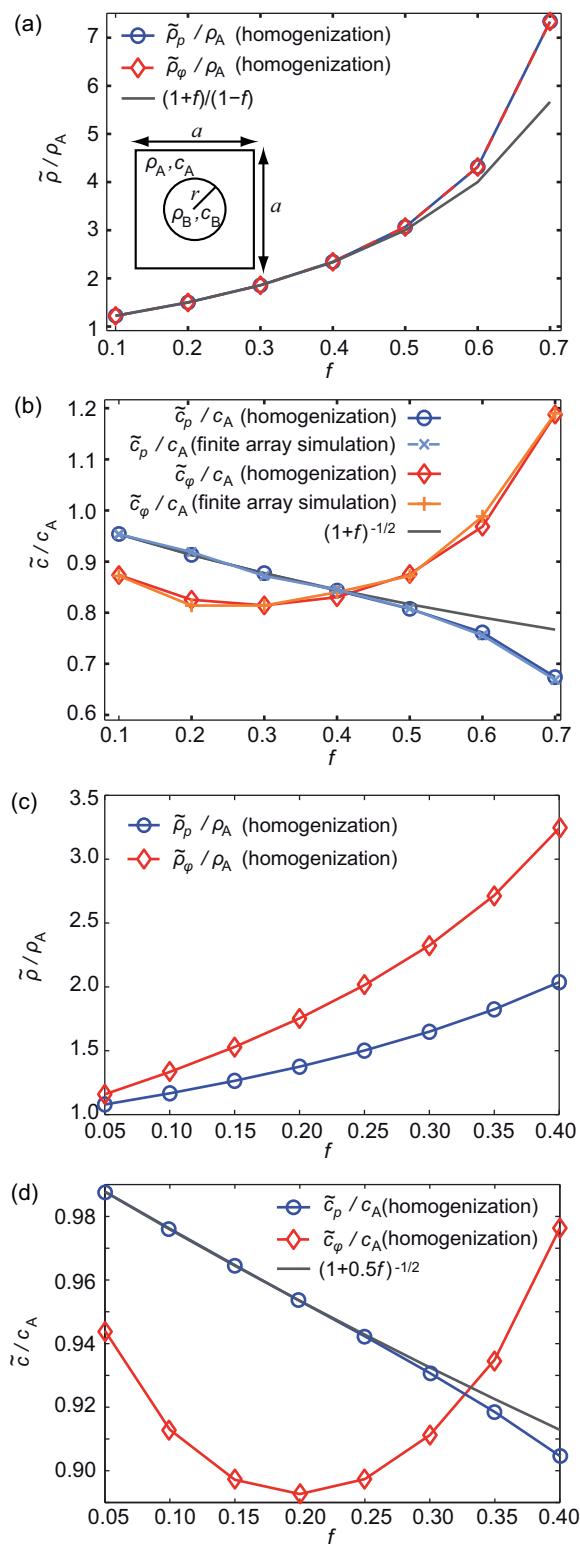 (a)
7
6
5
4
3
2
1
ρ̃p / ρA (homogenization)
ρ̃φ / ρA (homogenization)
(1+f)/(1−f)
a
ρA, cA
r
ρB, cB
a
ρ̃ / ρA
0.1 0.2 0.3 0.4 0.5 0.6 0.7
f
(b)
1.2
1.1
1.0
0.9
0.8
0.7
0.6
c̃p / cA (homogenization)
c̃p / cA (finite array simulation)
c̃φ / cA (homogenization)
c̃φ / cA (finite array simulation)
(1+f)-1/2
c̃ / cA
0.1 0.2 0.3 0.4 0.5 0.6 0.7
f
(c)
3.5
3.0
2.5
2.0
1.5
1.0
ρ̃p / ρA (homogenization)
ρ̃φ / ρA (homogenization)
ρ̃ / ρA
0.05 0.10 0.15 0.20 0.25 0.30 0.35 0.40
f
(d)
0.98
0.96
0.94
0.92
0.90
c̃p / cA (homogenization)
c̃φ / cA (homogenization)
(1+0.5f)-1/2
c̃ / cA
0.05 0.10 0.15 0.20 0.25 0.30 0.35 0.40
f